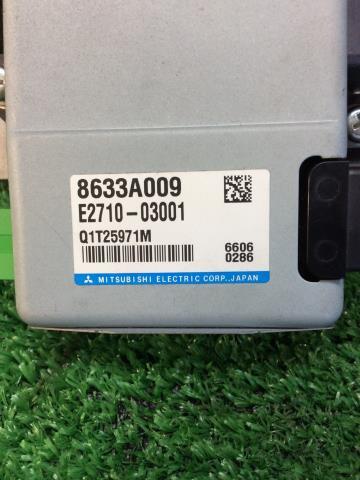 8633A009
E2710-03001
Q1T25971M
6606
0286
MITSUBISHI ELECTRIC CORP., JAPAN